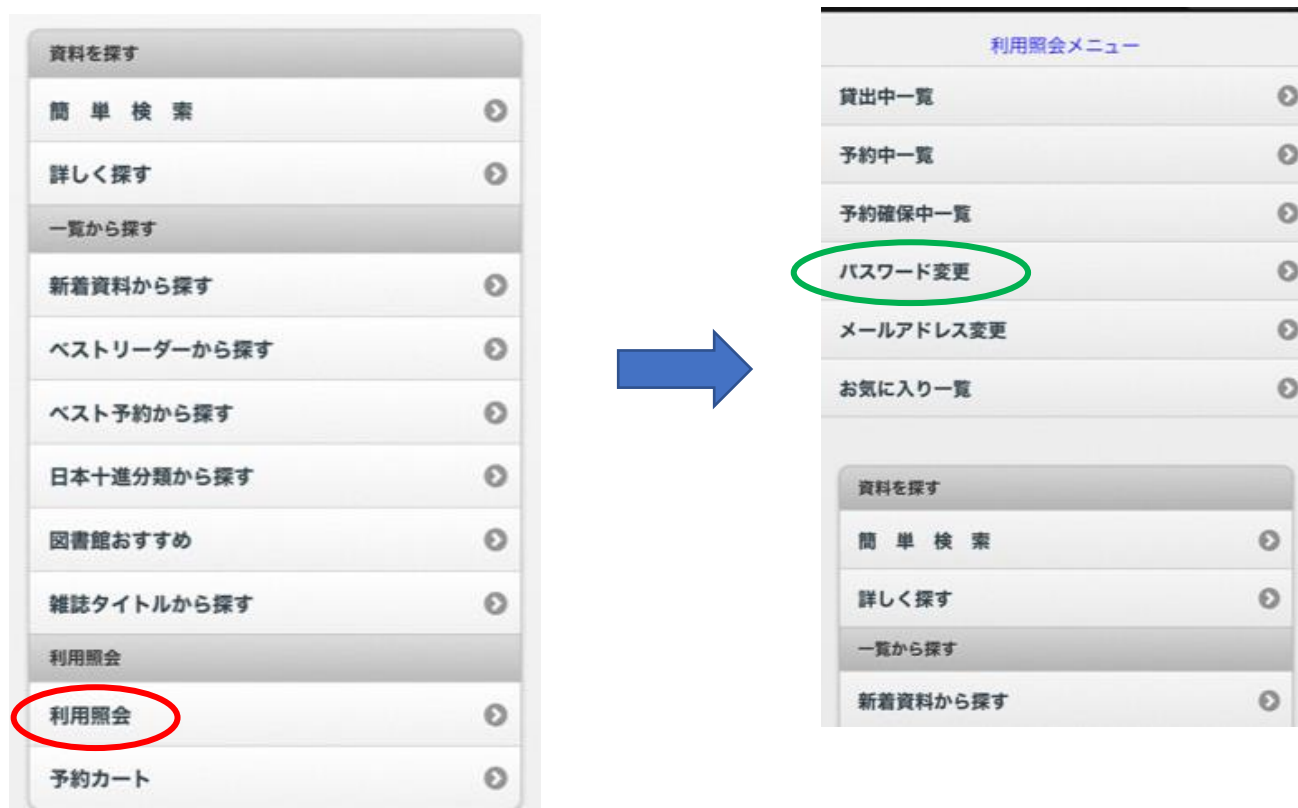 資料を探す
簡 単 検 索
詳しく探す
一覧から探す
新着資料から探す
ベストリーダーから探す
ベスト予約から探す
日本十進分類から探す
図書館おすすめ
雑誌タイトルから探す
利用照会
利用照会
予約カート
利用照会メニュー
貸出中一覧
予約中一覧
予約確保中一覧
パスワード変更
メールアドレス変更
お気に入り一覧
資料を探す
簡 単 検 索
詳しく探す
一覧から探す
新着資料から探す